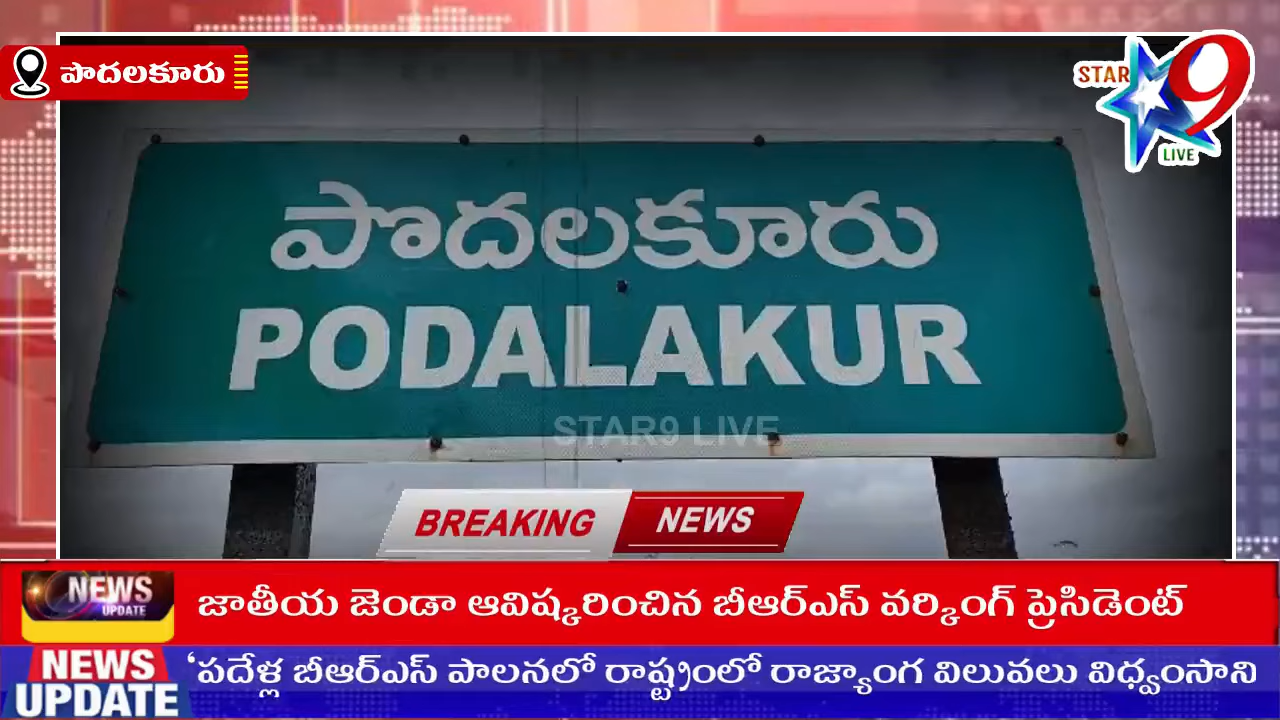 పొదలకూరు
STAR 9
LIVE
పొదలకూరు
PODALAKUR
STAR9 LIVE
BREAKING NEWS
NEWS
UPDATE
జాతీయ జెండా ఆవిష్కరించిన బీఆర్ఎస్ వర్కింగ్ ప్రెసిడెంట్
NEWS
UPDATE
‘పదేళ్ల బీఆర్ఎస్ పాలనలో రాష్ట్రంలో రాజ్యాంగ విలువలు విధ్వంసాని